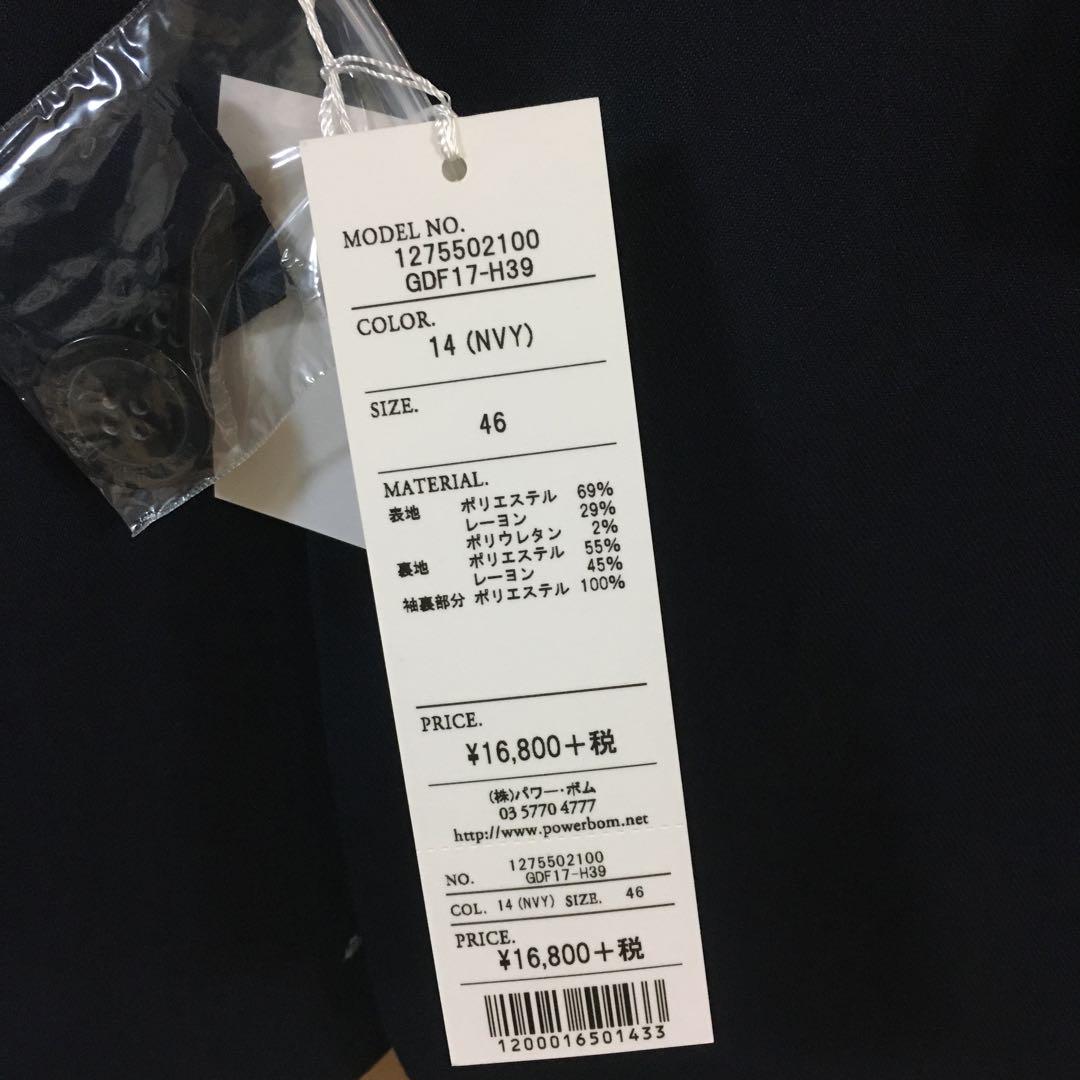 MODEL NO.
1275502100
GDF17-H39
COLOR.
14 (NVY)
SIZE.
46
MATERIAL.
表地 ポリエステル 69%
レーヨン 29%
ポリウレタン 2%
裏地 ポリエステル 55%
レーヨン 45%
袖裏部分 ポリエステル 100%
PRICE.
¥16,800+税
(株)パワー・ボム
03 5770 4777
http://www.powerbom.net
NO. 1275502100
GDF17-H39
COL. 14 (NVY) SIZE. 46
PRICE.
¥16,800+税
1200016501433